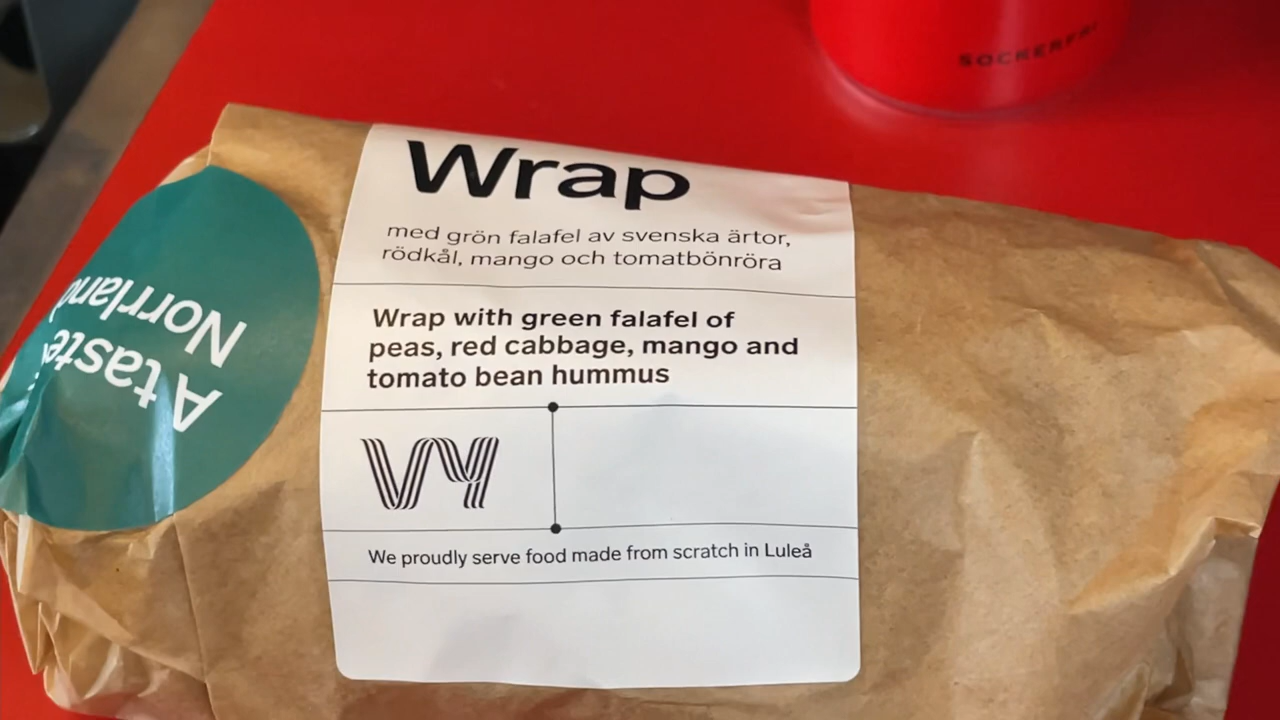 SOCKERFRI
Wrap
med grön falafel av svenska ärtor,
rödkål, mango och tomatbönröra
Wrap with green falafel of
peas, red cabbage, mango and
tomato bean hummus
VY
We proudly serve food made from scratch in Luleå
A taste
Norrland